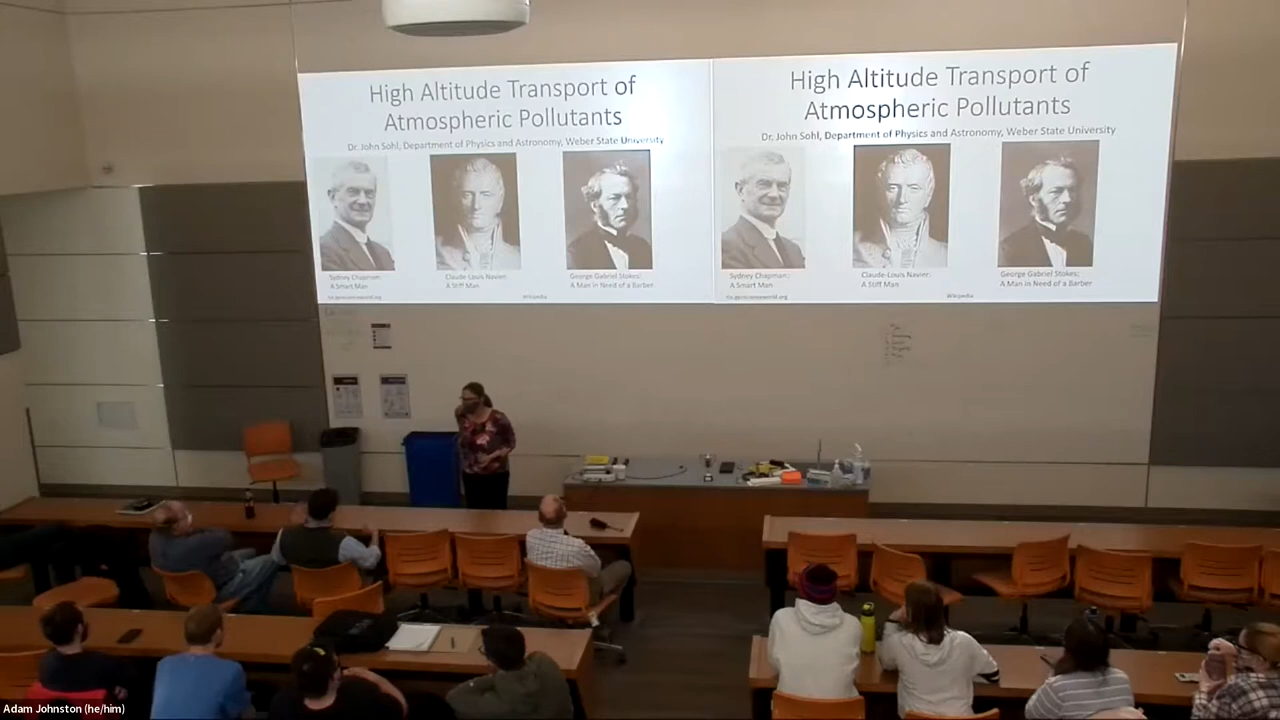 High Altitude Transport of
Atmospheric Pollutants
Dr. John Sohl, Department of Physics and Astronomy, Weber State University
Sydney Chapman:
A Smart Man
Claude-Louis Navier:
A Stiff Man
George Gabriel Stokes:
A Man in Need of a Barber
Wikipedia
High Altitude Transport of
Atmospheric Pollutants
Dr. John Sohl, Department of Physics and Astronomy, Weber State University
Sydney Chapman:
A Smart Man
Claude-Louis Navier:
A Stiff Man
George Gabriel Stokes:
A Man in Need of a Barber
Wikipedia
Adam Johnston (he/him)